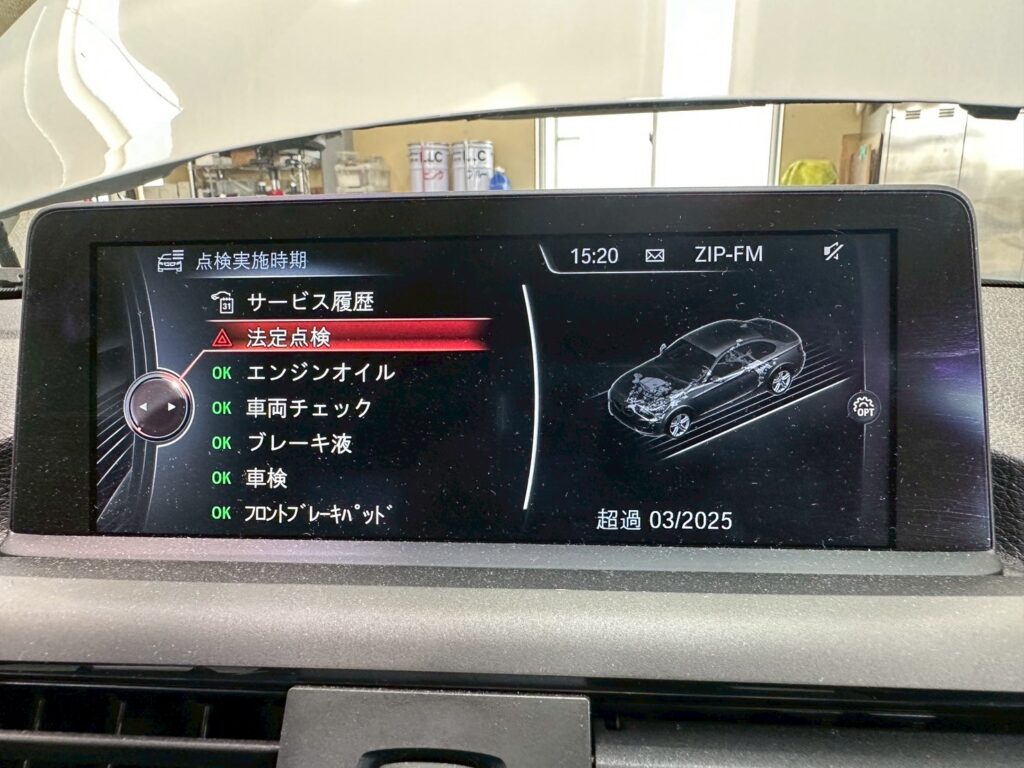 LLC
LLC
点検実施時期
15:20
ZIP-FM
31
サービス履歴
法定点検
OK エンジンオイル
OK 車両チェック
OK ブレーキ液
OK 車検
OK フロントブレーキパッド
OPT
超過 03/2025